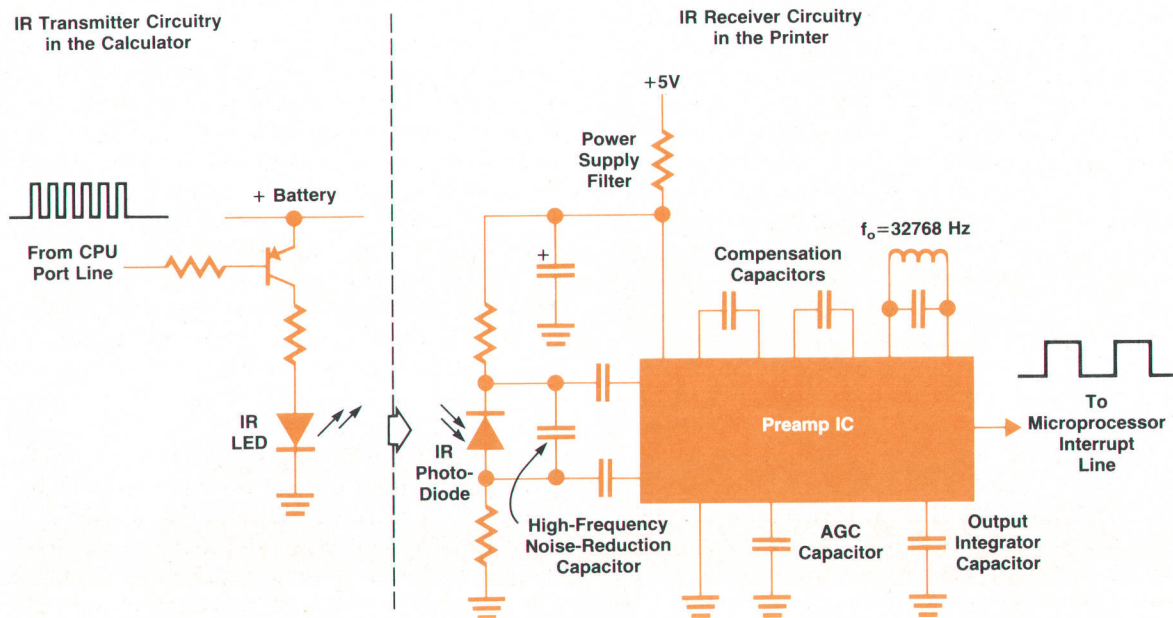 IR Transmitter Circuitry
in the Calculator
IR Receiver Circuitry
in the Printer
+5V
Power
Supply
Filter
+ Battery
From CPU
Port Line
+
Compensation
Capacitors
fo=32768 Hz
IR
LED
IR
Photo-
Diode
Preamp IC
To
Microprocessor
Interrupt
Line
High-Frequency
Noise-Reduction
Capacitor
AGC
Capacitor
Output
Integrator
Capacitor